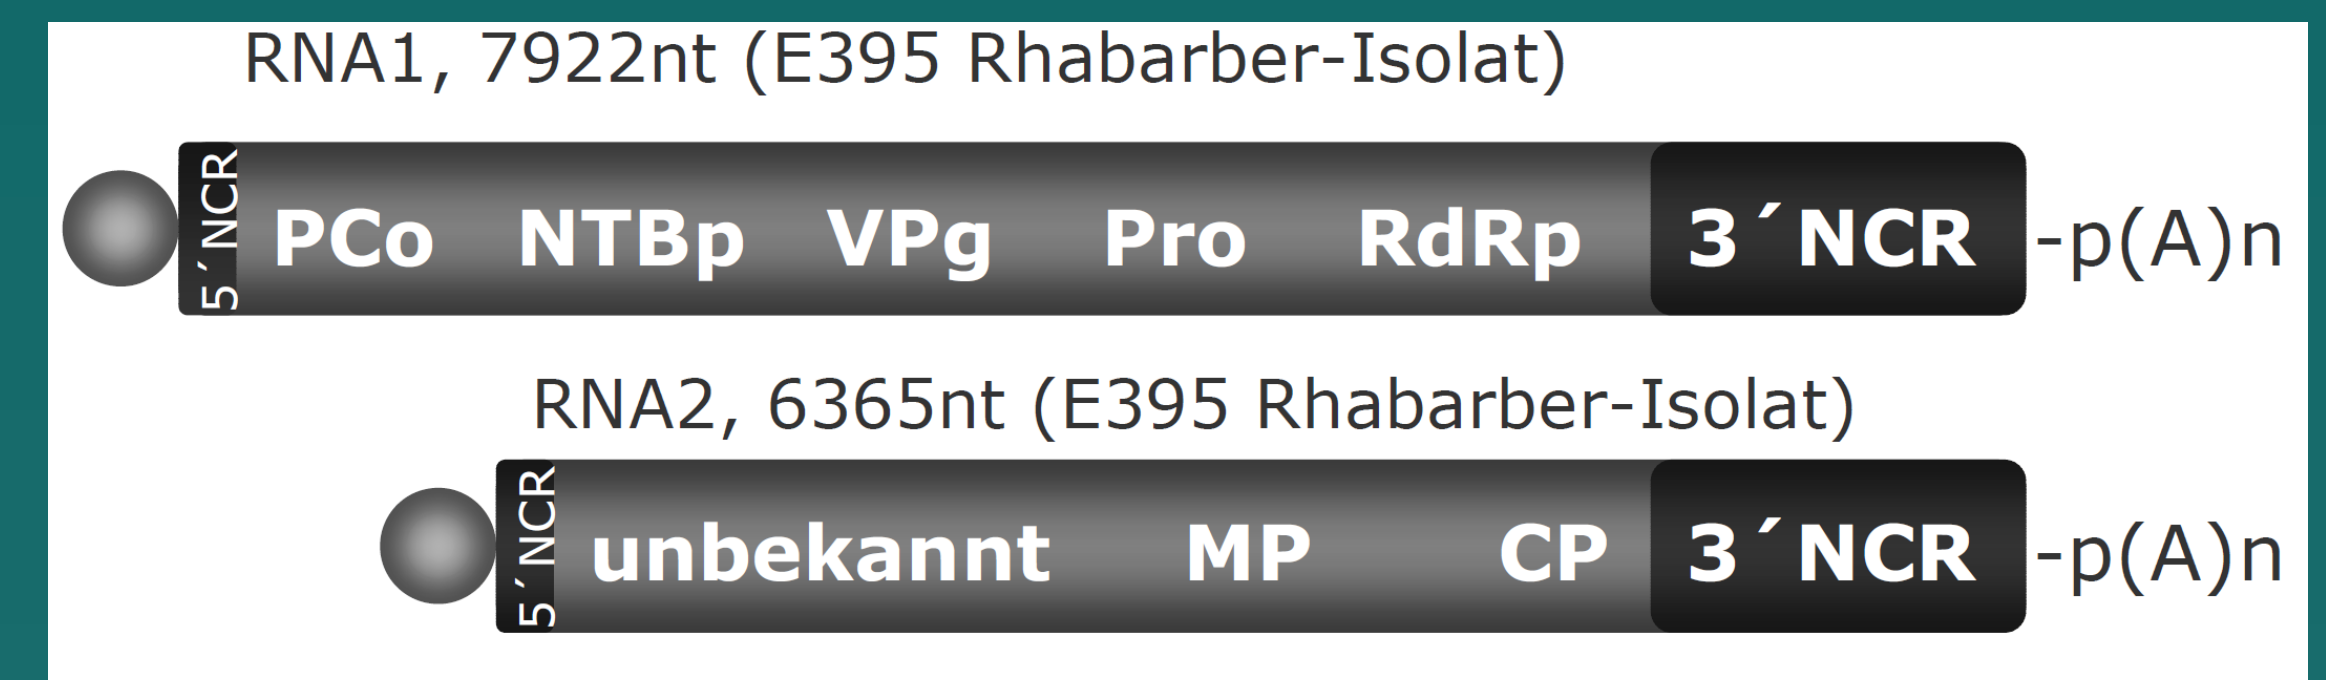 RNA1, 7922nt (E395 Rhabarber-Isolat)
5´NCR PCo NTBp VPg Pro RdRp 3´NCR -p(A)n
RNA2, 6365nt (E395 Rhabarber-Isolat)
5´NCR unbekannt MP CP 3´NCR -p(A)n